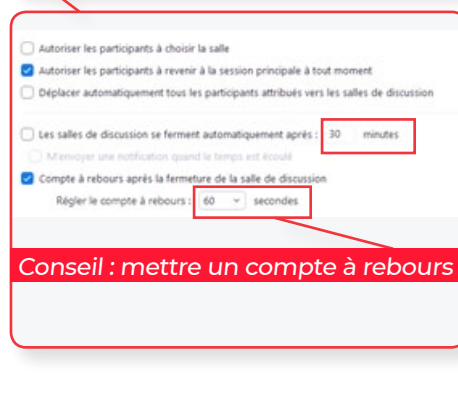 Autoriser les participants à choisir la salle
Autoriser les participants à revenir à la session principale à tout moment
Déplacer automatiquement tous les participants attribués vers les salles de discussion
Les salles de discussion se ferment automatiquement après : 30 minutes
M'envoyer une notification quand le temps est écoulé
Compte à rebours après la fermeture de la salle de discussion
Régler le compte à rebours : 60 secondes
Conseil : mettre un compte à rebours